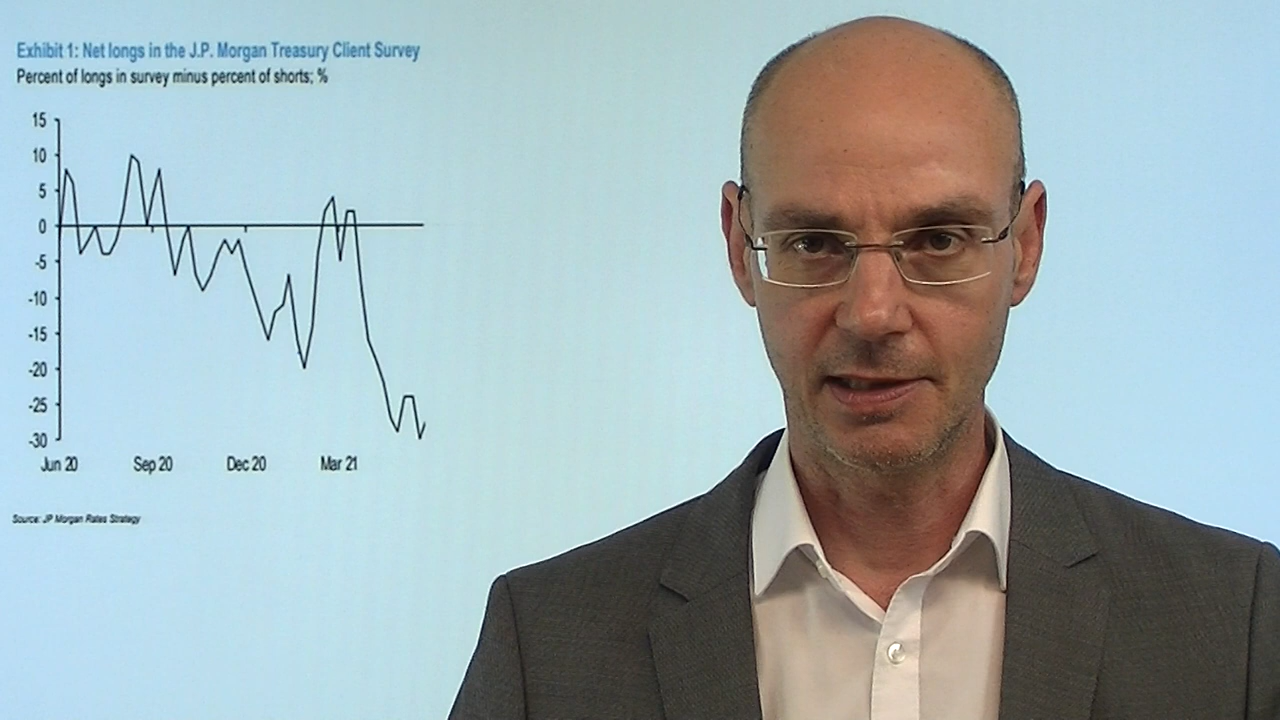 Exhibit 1: Net longs in the J.P. Morgan Treasury Client Survey
Percent of longs in survey minus percent of shorts; %
15
10
5
0
-5
-10
-15
-20
-25
-30
Jun 20 Sep 20 Dec 20 Mar 21
Source: JP Morgan Rates Strategy